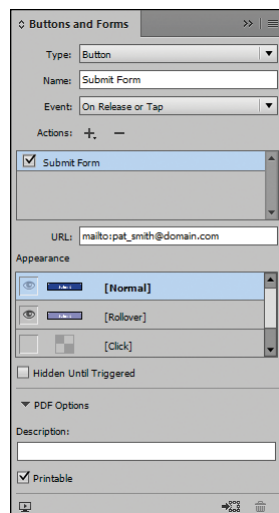 Buttons and Forms
Type: Button
Name: Submit Form
Event: On Release or Tap
Actions:
Submit Form
URL: mailto:pat_smith@domain.com
Appearance
[Normal]
[Rollover]
[Click]
Hidden Until Triggered
PDF Options
Description:
Printable